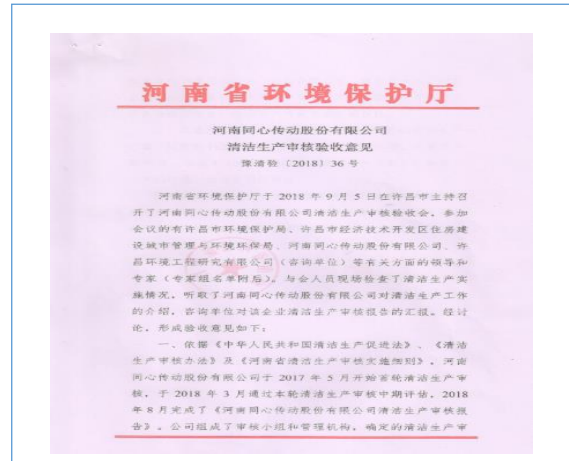 河南省环境保护厅
河南同心传动股份有限公司
清洁生产审核验收意见
豫清验〔2018〕36号
河南省环境保护厅于2018年9月5日在许昌市主持召
开了河南同心传动股份有限公司清洁生产审核验收会，参加
会议的有许昌市环境保护局、许昌市经济技术开发区住房建
设城市管理与环境环保局、河南同心传动股份有限公司、许
昌环境工程研究有限公司（咨询单位）等有关的领导和
专家（专家组名单附后）。与会人员现场检查了清洁生产实
施情况，听取了河南同心传动股份有限公司对清洁生产工作
的介绍，咨询单位对该企业清洁生产审核报告的汇报，经讨
论，形成验收意见如下：
一、依据《中华人民共和国清洁生产促进法》、《清洁
生产审核办法》及《河南省清洁生产审核实施细则》，河南
同心传动股份有限公司于2017年5月开始首轮清洁生产审
核，于2018年3月通过本轮清洁生产审核中期评估，2018
年8月完成了《河南同心传动股份有限公司清洁生产审核报
告》。公司组成了审核小组和管理机构，确定的清洁生产审